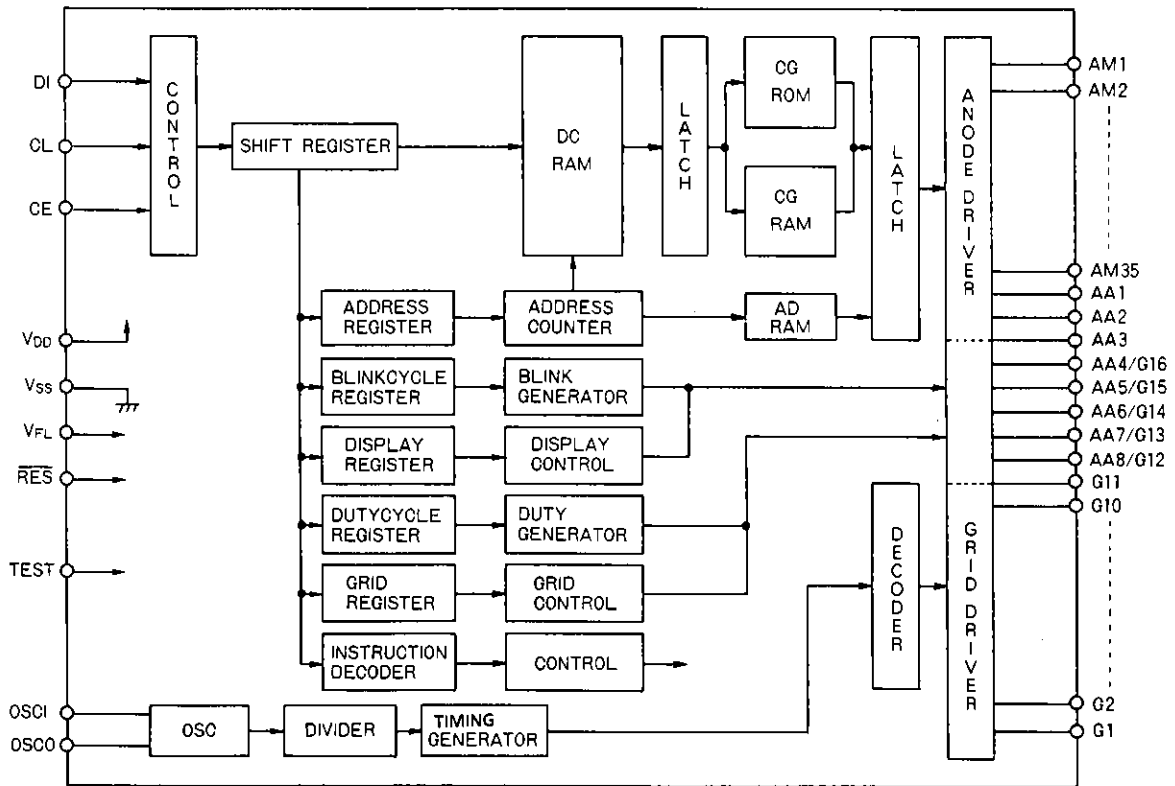 DI
CL
CE
VDD
VSS
VFL
RES
TEST
OSCI
OSCO
CONTROL
SHIFT REGISTER
DC
RAM
LATCH
CG
ROM
CG
RAM
LATCH
ANODE DRIVER
ADDRESS
REGISTER
ADDRESS
COUNTER
AD
RAM
BLINKCYCLE
REGISTER
BLINK
GENERATOR
DISPLAY
REGISTER
DISPLAY
CONTROL
DUTYCYCLE
REGISTER
DUTY
GENERATOR
GRID
REGISTER
GRID
CONTROL
INSTRUCTION
DECODER
CONTROL
OSC
DIVIDER
TIMING
GENERATOR
DECODER
GRID DRIVER
AM1
AM2
AM35
AA1
AA2
AA3
AA4/G16
AA5/G15
AA6/G14
AA7/G13
AA8/G12
G11
G10
G2
G1